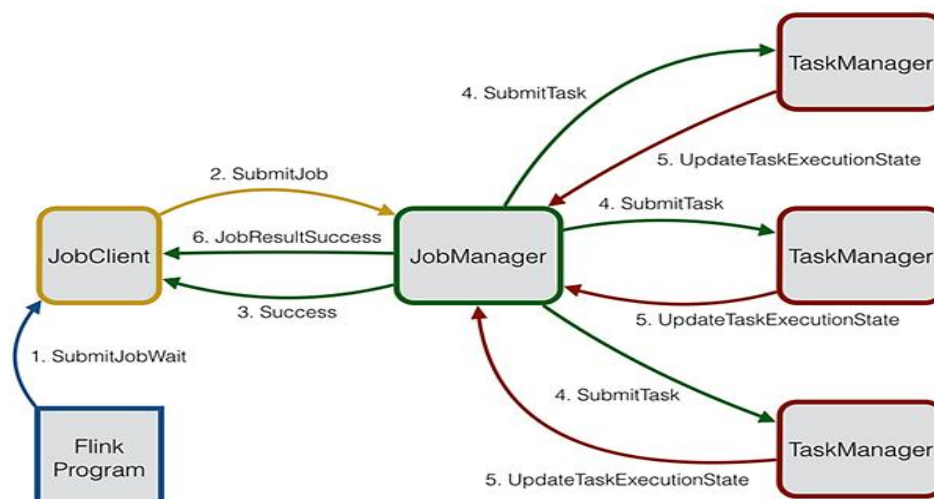 TaskManager
4. SubmitTask
5. UpdateTaskExecutionState
2. SubmitJob
4. SubmitTask
6. JobResultSuccess
JobClient
JobManager
TaskManager
3. Success
5. UpdateTaskExecutionState
1. SubmitJobWait
4. SubmitTask
Flink
Program
TaskManager
5. UpdateTaskExecutionState